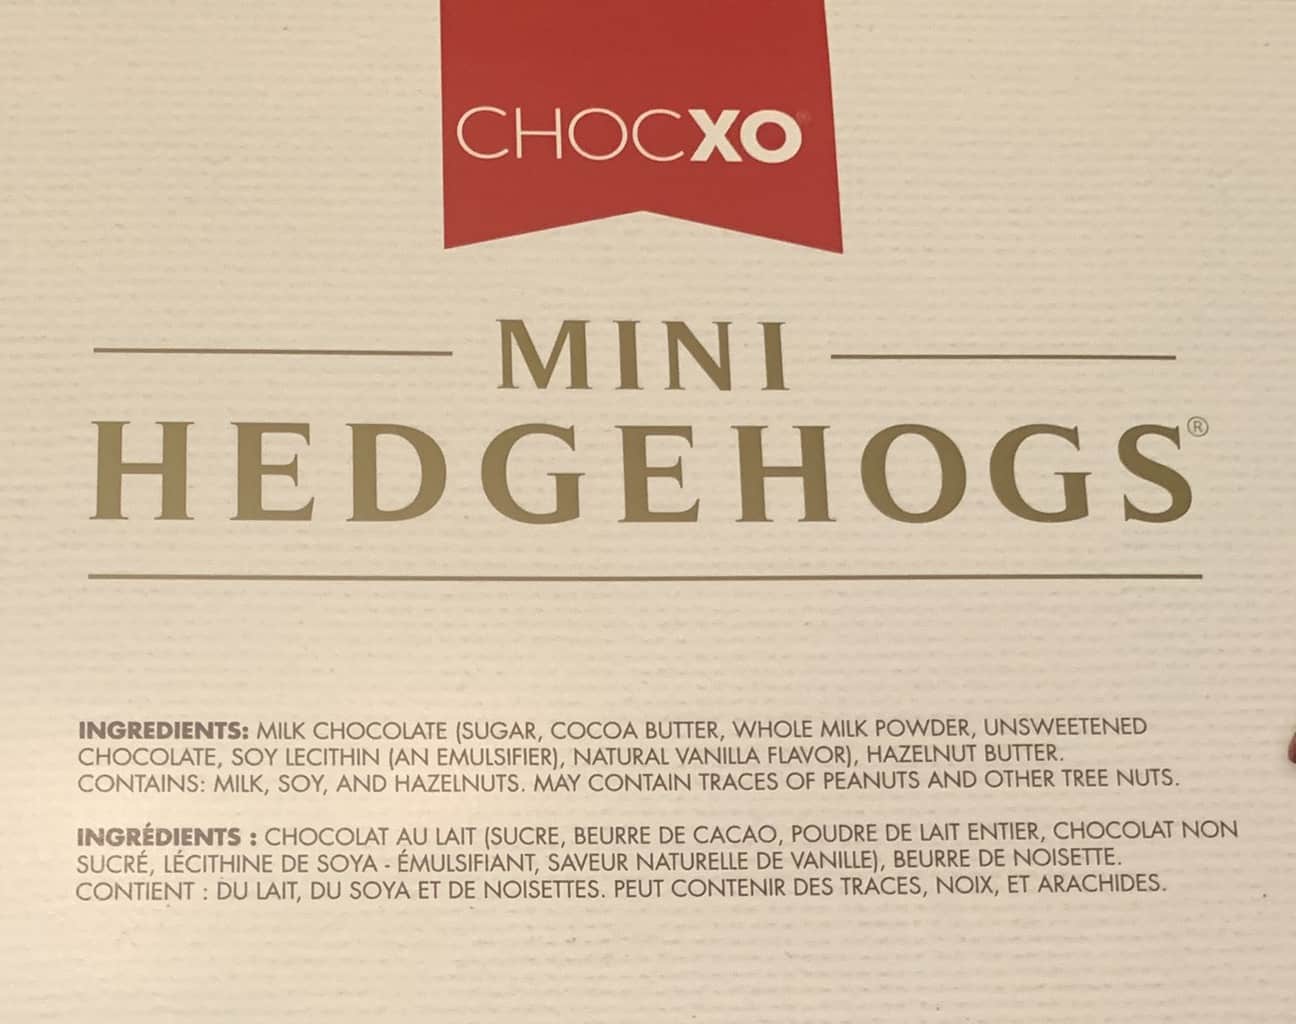 CHOCXO®
MINI
HEDGEHOGS®
INGREDIENTS: MILK CHOCOLATE (SUGAR, COCOA BUTTER, WHOLE MILK POWDER, UNSWEETENED
CHOCOLATE, SOY LECITHIN (AN EMULSIFIER), NATURAL VANILLA FLAVOR), HAZELNUT BUTTER.
CONTAINS: MILK, SOY, AND HAZELNUTS. MAY CONTAIN TRACES OF PEANUTS AND OTHER TREE NUTS.
INGRÉDIENTS : CHOCOLAT AU LAIT (SUCRE, BEURRE DE CACAO, POUDRE DE LAIT ENTIER, CHOCOLAT NON
SUCRÉ, LÉCITHINE DE SOYA - ÉMULSIFIANT, SAVEUR NATURELLE DE VANILLE), BEURRE DE NOISETTE.
CONTIENT : DU LAIT, DU SOYA ET DE NOISETTES. PEUT CONTENIR DES TRACES, NOIX, ET ARACHIDES.